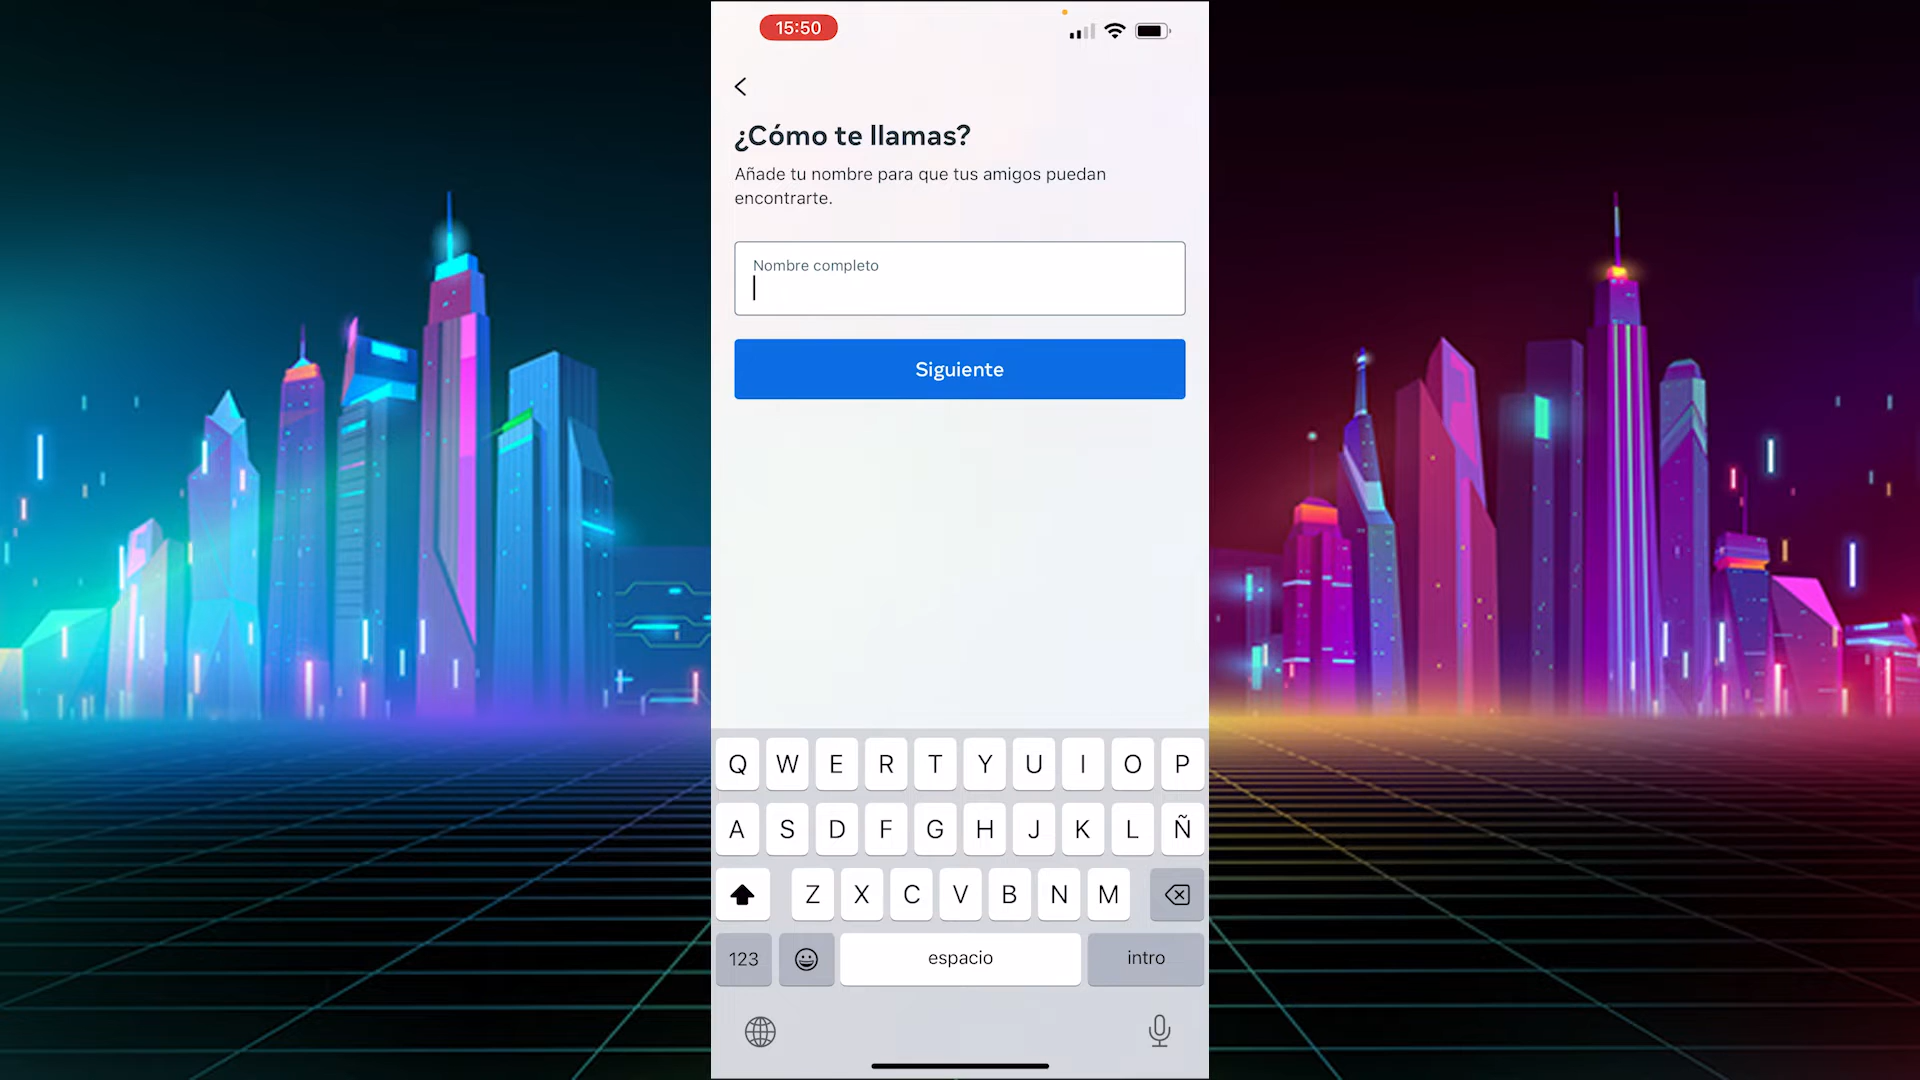 15:50
¿Cómo te llamas?
Añade tu nombre para que tus amigos puedan
encontrarte.
Nombre completo
Siguiente
Q W E R T Y U I O P
A S D F G H J K L Ñ
Z X C V B N M
123 espacio intro